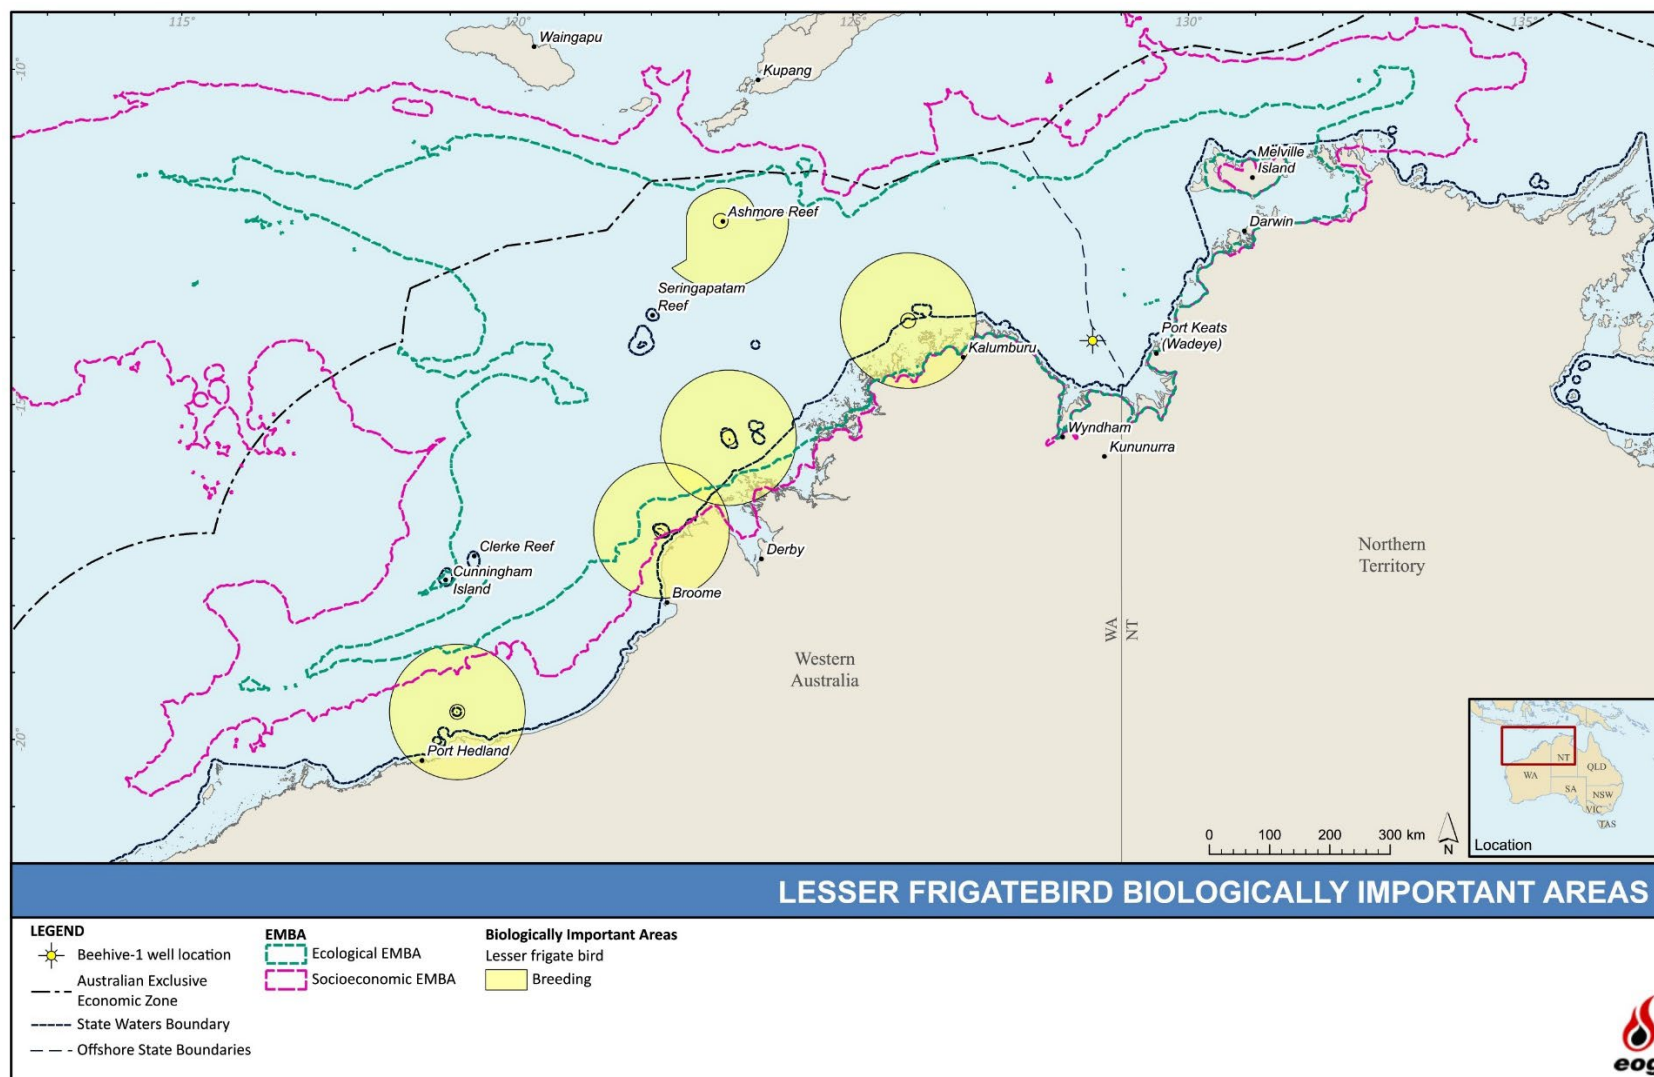 115°
120°
125°
130°
135°
-10°
-15°
-20°
Waingapu
Kupang
Melville
Island
Ashmore Reef
Darwin
Seringapatam
Reef
Port Keats
(Wadeye)
Kalumburu
Wyndham
Kununurra
Clerke Reef
Cunningham
Island
Derby
Broome
Northern
Territory
WA
NT
Western
Australia
Port Hedland
0 100 200 300 km
N
WA
NT
QLD
SA
NSW
VIC
TAS
Location
LESSER FRIGATEBIRD BIOLOGICALLY IMPORTANT AREAS
LEGEND
Beehive-1 well location
Australian Exclusive
Economic Zone
State Waters Boundary
Offshore State Boundaries
EMBA
Ecological EMBA
Socioeconomic EMBA
Biologically Important Areas
Lesser frigate bird
Breeding
eog